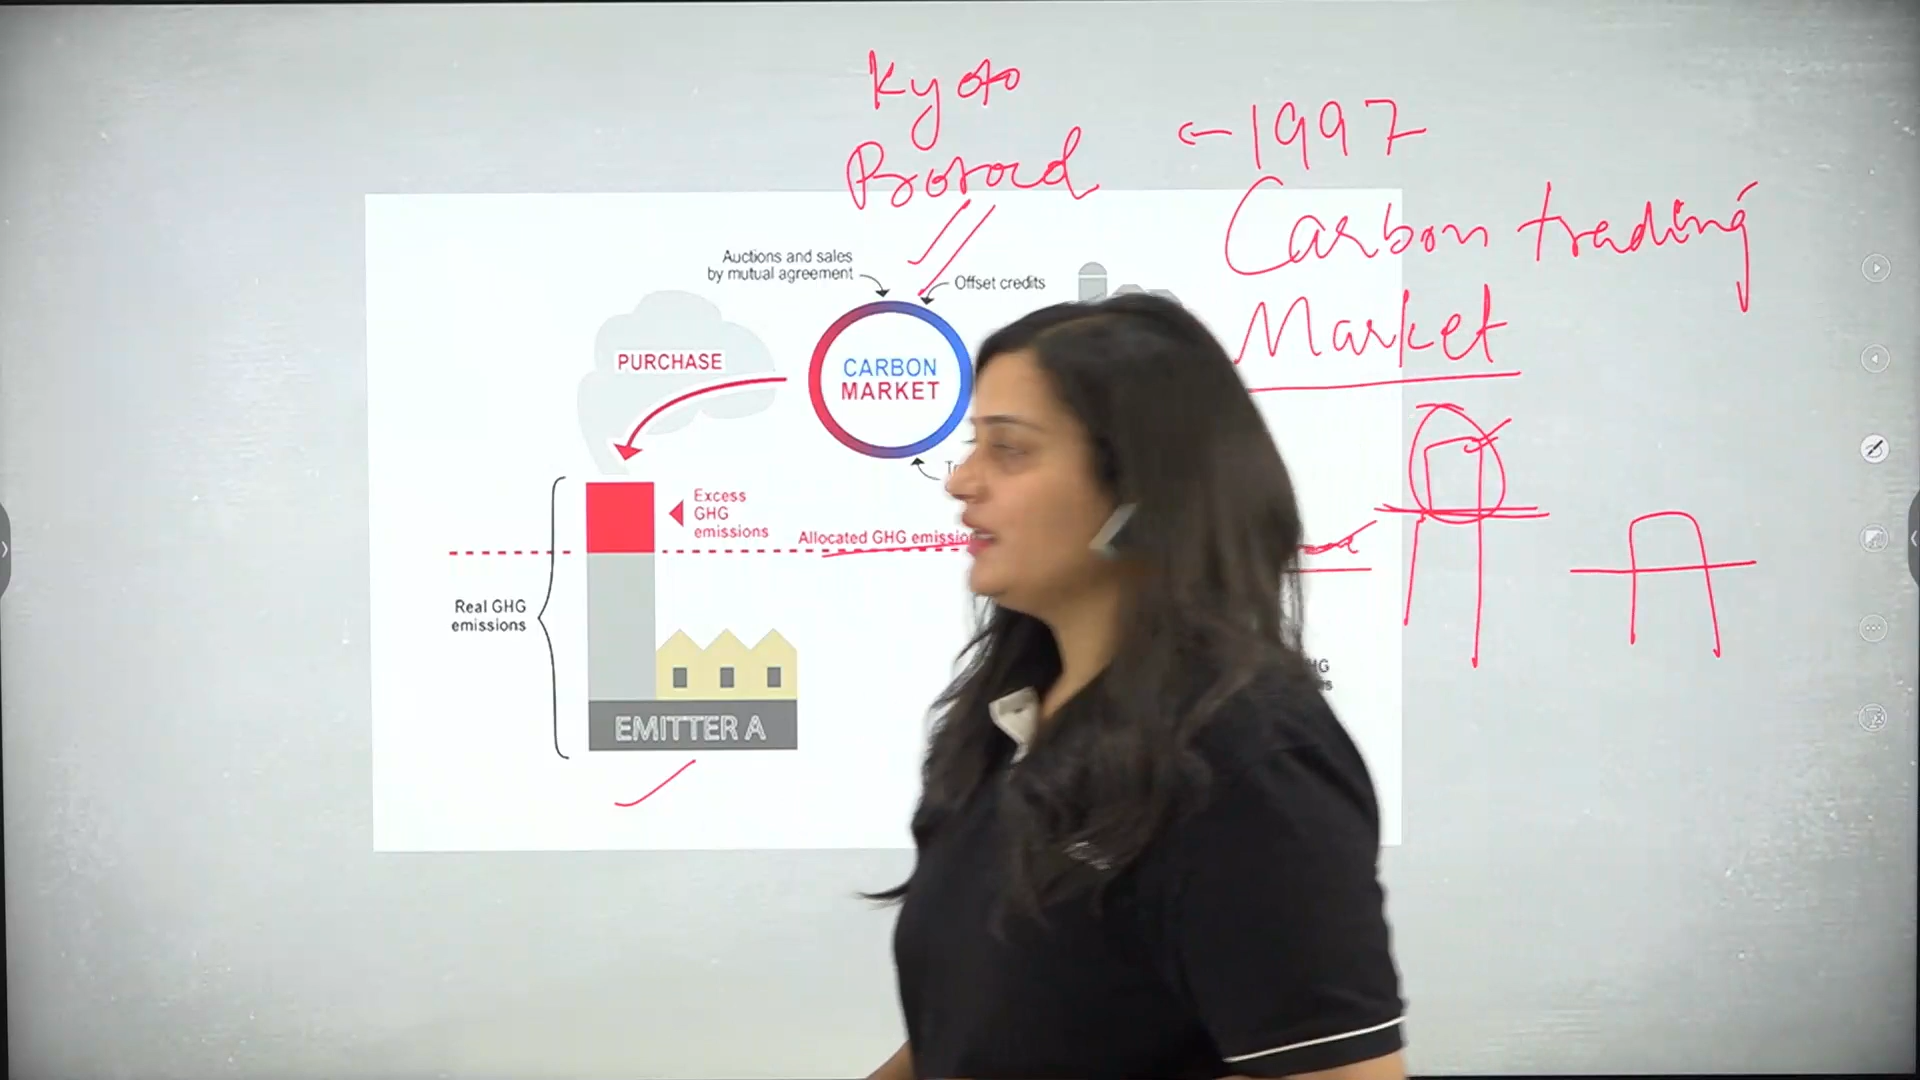 Kyoto
Protocol
←1997
Carbon trading
Market
Auctions and sales
by mutual agreement
Offset credits
PURCHASE
CARBON
MARKET
Excess
GHG
emissions
Allocated GHG
Real GHG
emissions
EMITTER A